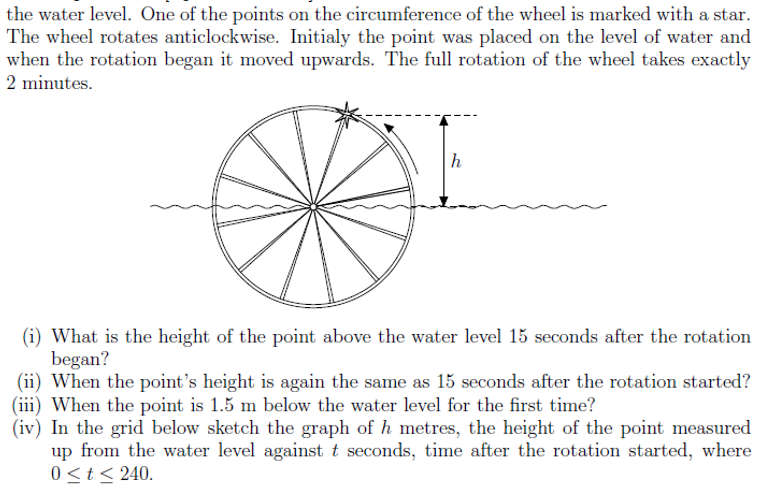 the water level. One of the points on the circumference of the wheel is marked with a star.
The wheel rotates anticlockwise. Initialy the point was placed on the level of water and
when the rotation began it moved upwards. The full rotation of the wheel takes exactly
2 minutes.
h
(i) What is the height of the point above the water level 15 seconds after the rotation
began?
(ii) When the point's height is again the same as 15 seconds after the rotation started?
(iii) When the point is 1.5 m below the water level for the first time?
(iv) In the grid below sketch the graph of h metres, the height of the point measured
up from the water level against t seconds, time after the rotation started, where
0 ≤ t ≤ 240.